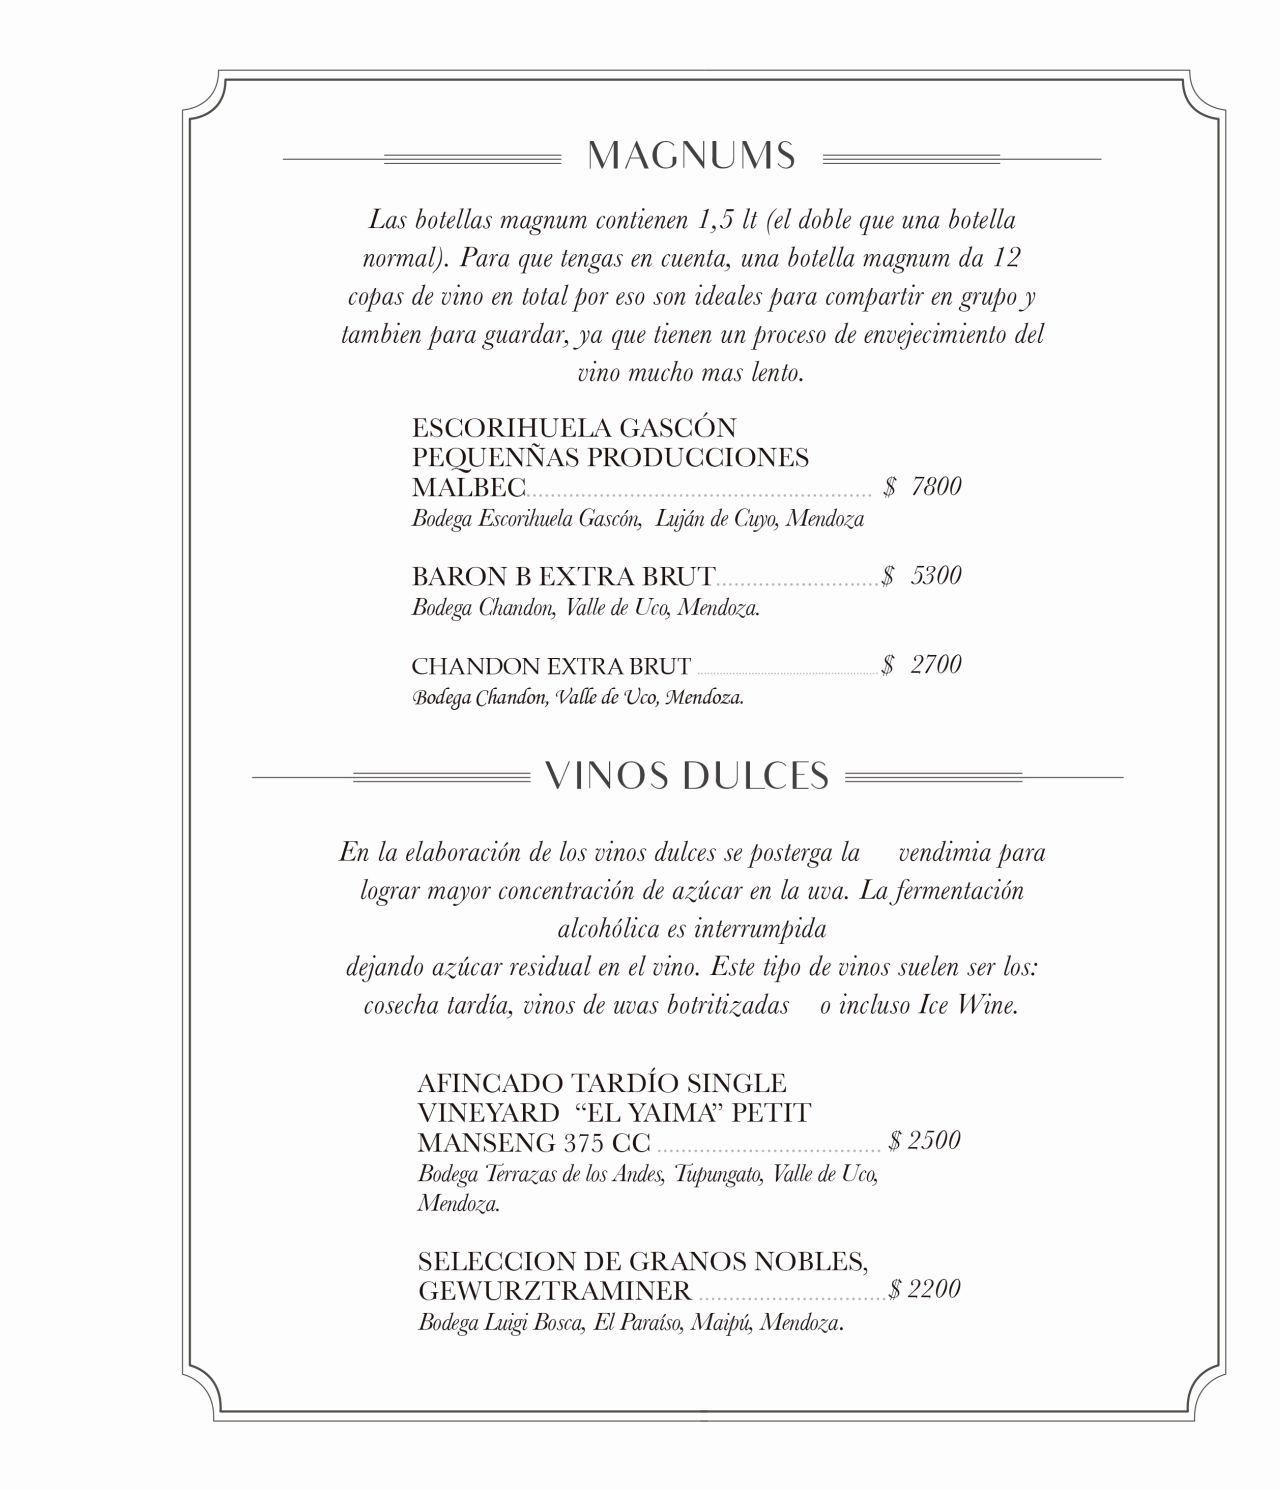 MAGNUMS
Las botellas magnum contienen 1,5 lt (el doble que una botella
normal). Para que tengas en cuenta, una botella magnum da 12
copas de vino en total por eso son ideales para compartir en grupo y
tambien para guardar, ya que tienen un proceso de envejecimiento del
vino mucho mas lento.
ESCORIHUELA GASCÓN
PEQUENÑAS PRODUCCIONES
MALBEC........................................................ $ 7800
Bodega Escorihuela Gascón, Luján de Cuyo, Mendoza
BARON B EXTRA BRUT...........................$ 5300
Bodega Chandon, Valle de Uco, Mendoza.
CHANDON EXTRA BRUT ...........................$ 2700
Bodega Chandon, Valle de Uco, Mendoza.
VINOS DULCES
En la elaboración de los vinos dulces se posterga la vendimia para
lograr mayor concentración de azúcar en la uva. La fermentación
alcohólica es interrumpida
dejando azúcar residual en el vino. Este tipo de vinos suelen ser los:
cosecha tardía, vinos de uvas botritizadas o incluso Ice Wine.
AFINCADO TARDÍO SINGLE
VINEYARD “EL YAIMA” PETIT
MANSENG 375 CC ..................................... $ 2500
Bodega Terrazas de los Andes, Tupungato, Valle de Uco,
Mendoza.
SELECCION DE GRANOS NOBLES,
GEWURZTRAMINER ...............................$ 2200
Bodega Luigi Bosca, El Paraíso, Maipú, Mendoza.